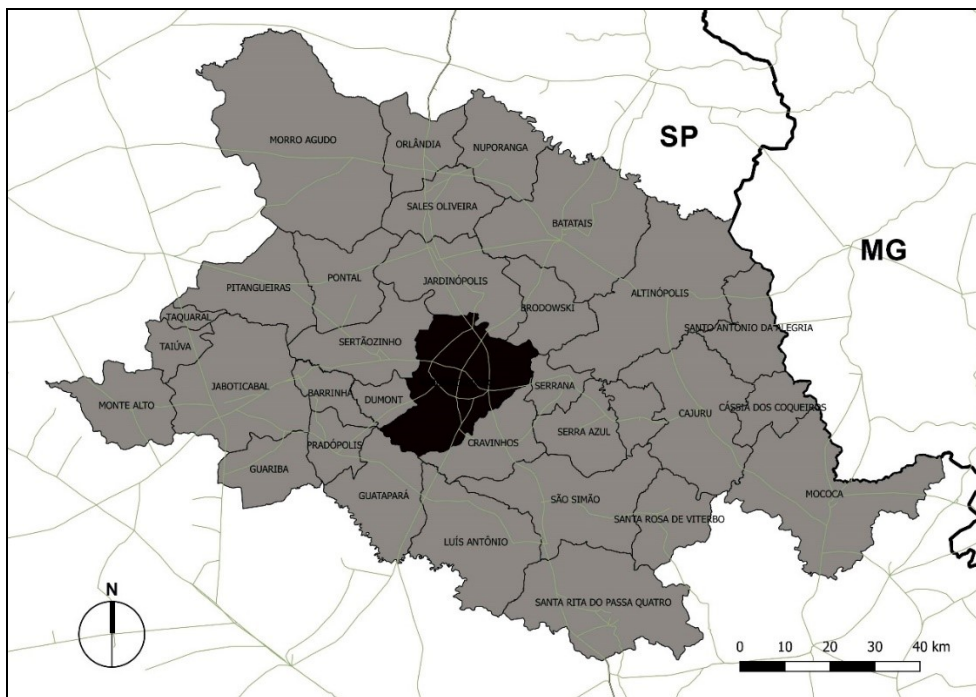 MORRO AGUDO
ORLÂNDIA
NUPORANGA
SP
SALES OLIVEIRA
BATATAIS
MG
PITANGUEIRAS
PONTAL
JARDINÓPOLIS
BRODOWSKI
ALTINÓPOLIS
TAQUARAL
SANTO ANTÔNIO DA ALEGRIA
TAIÚVA
SERTÃOZINHO
JABOTICABAL
BARRINHA
DUMONT
SERRANA
MONTE ALTO
CAJURU
CÁSSIA DOS COQUEIROS
PRADÓPOLIS
CRAVINHOS
SERRA AZUL
GUARIBA
GUATAPARÁ
SÃO SIMÃO
MOCOCA
SANTA ROSA DE VITERBO
LUÍS ANTÔNIO
SANTA RITA DO PASSA QUATRO
N
0 10 20 30 40 km